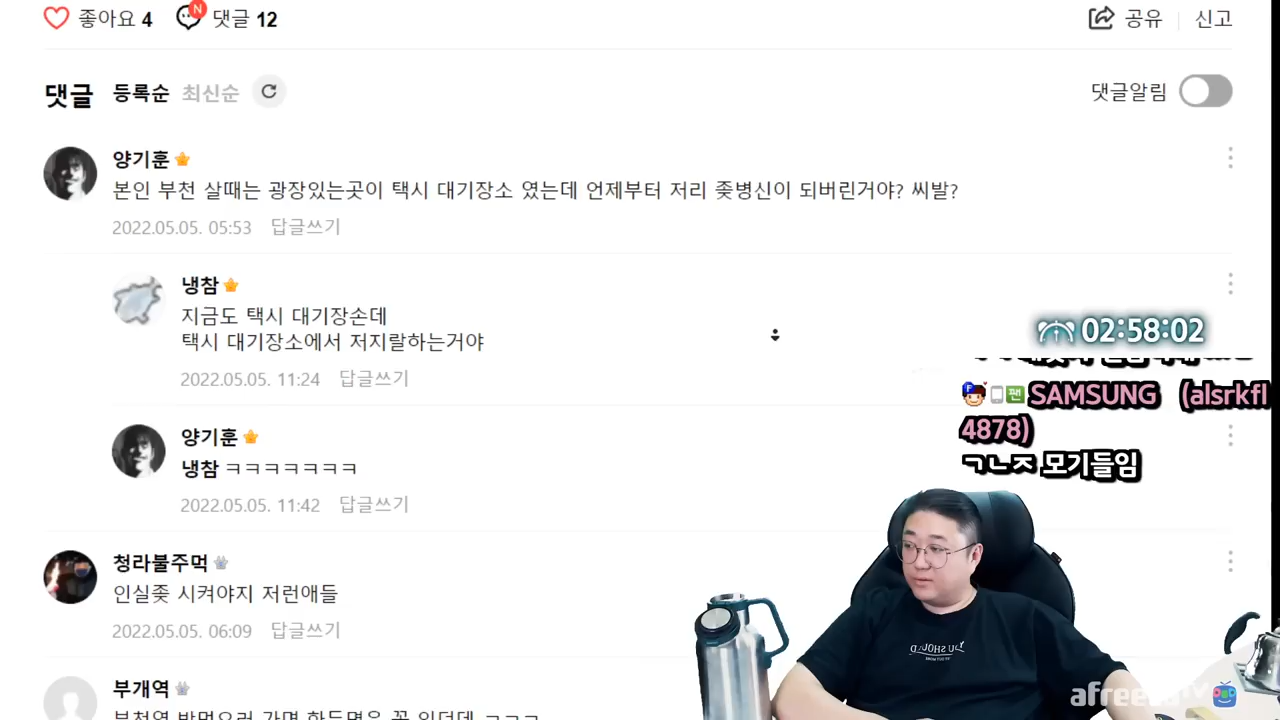 좋아요 4 N 댓글 12
공유 신고
댓글 등록순 최신순
댓글알림
양기훈
본인 부천 살때는 광장있는곳이 택시 대기장소 였는데 언제부터 저리 좆병신이 되버린거야? 씨발?
2022.05.05. 05:53 답글쓰기
냉참
지금도 택시 대기장손데
택시 대기장소에서 저지랄하는거야
2022.05.05. 11:24 답글쓰기
양기훈
냉참 ㅋㅋㅋㅋㅋㅋㅋ
2022.05.05. 11:42 답글쓰기
청라불주먹
인실좆 시켜야지 저런애들
2022.05.05. 06:09 답글쓰기
부개역
02:58:02
F 팬 SAMSUNG (alsrkfl
4878)
ㄱㄴㅈ 모기들임